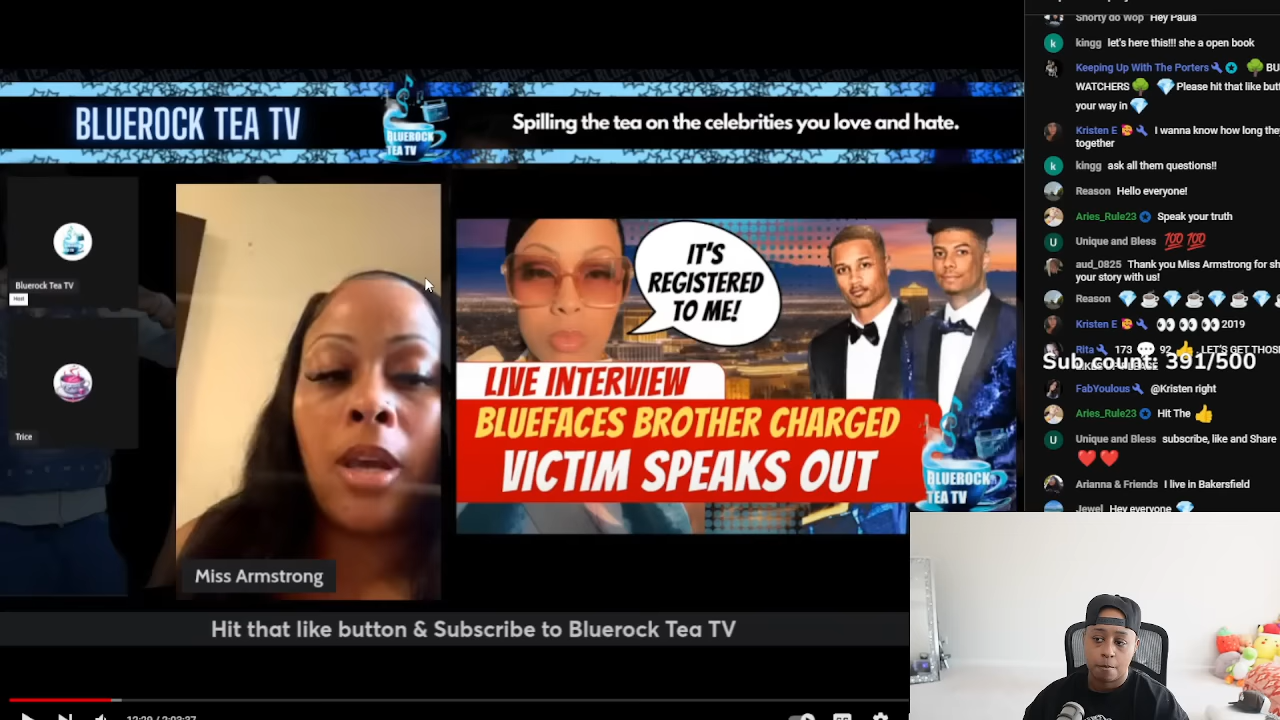 BLUEROCK TEA TV
BLUEROCK
TEA TV
Spilling the tea on the celebrities you love and hate.
Bluerock Tea TV
Host
Trice
Miss Armstrong
IT'S
REGISTERED
TO ME!
LIVE INTERVIEW
BLUEFACES BROTHER CHARGED
VICTIM SPEAKS OUT
BLUEROCK
TEA TV
Hit that like button & Subscribe to Bluerock Tea TV
Shorty do Wop Hey Paula
k
kingg let's here this!!! she a open book
Keeping Up With The Porters 🔧 🌳 BU
WATCHERS 🌳 💎 Please hit that like butt
your way in 💎
Kristen E 🔧 I wanna know how long the
together
k
kingg ask all them questions!!
Reason Hello everyone!
Aries_Rule23 Speak your truth
U
Unique and Bless 💯 💯
aud_0825 Thank you Miss Armstrong for sh
your story with us!
Reason 💎 ☕ 💎 ☕ 💎 ☕ 💎
Kristen E 🔧 👀 👀 👀 2019
Rita 🔧 173 💬 92 👍 LET'S GET THOS
Sub count: 391/500
FabYoulous 🔧 @Kristen right
Aries_Rule23 Hit The 👍
U
Unique and Bless subscribe, like and Share
❤️ ❤️
Arianna & Friends I live in Bakersfield
Jewel Hey everyone 💎